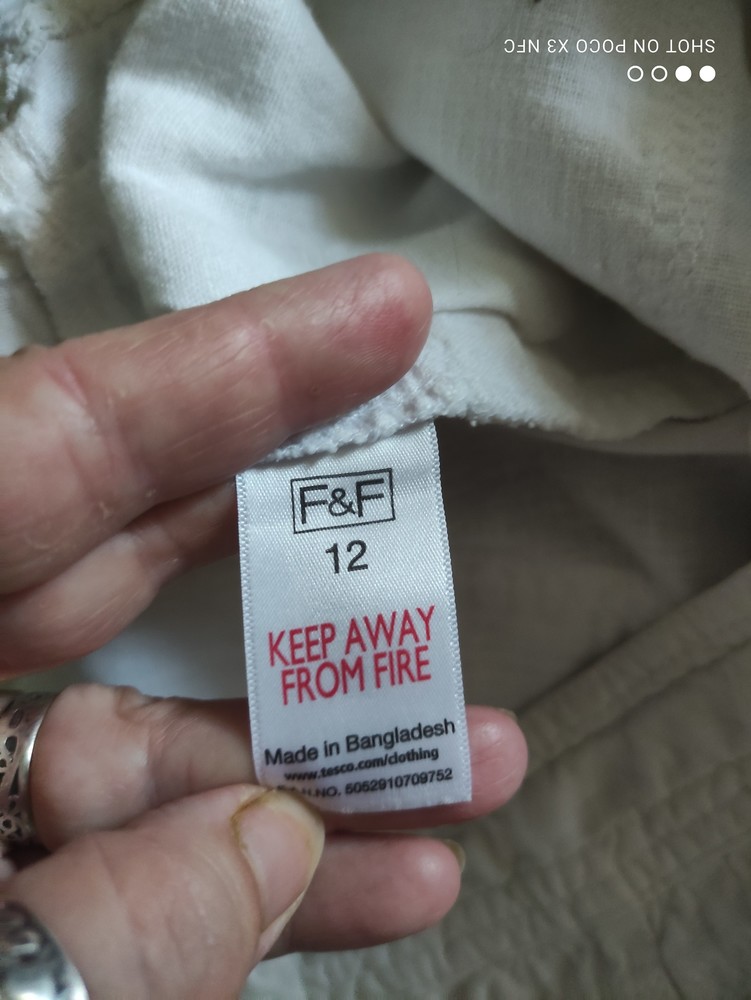 SHOT ON POCO X3 NFC
F&F
12
KEEP AWAY
FROM FIRE
Made in Bangladesh
www.tesco.com/clothing
NO. 5052910709752